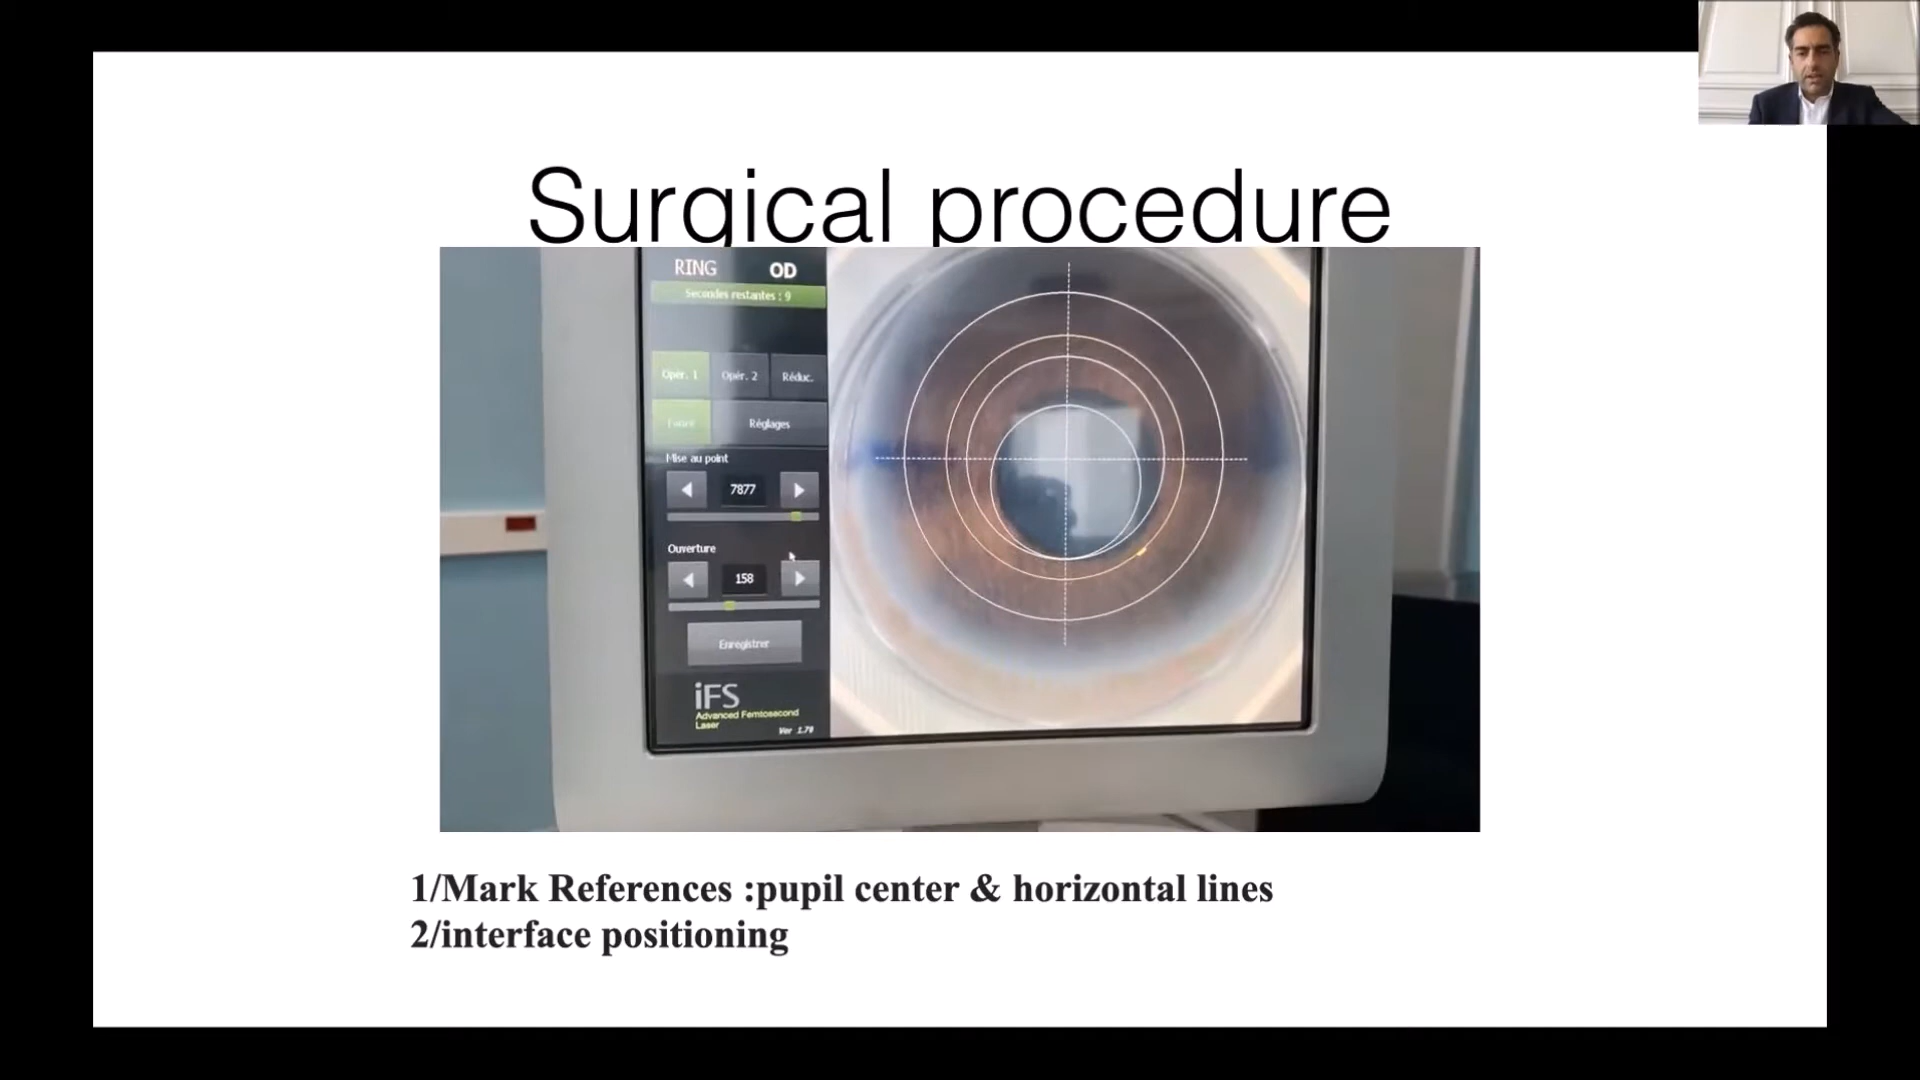 Surgical procedure
RING OD
Secondes restantes : 9
Opér. 1 Opér. 2 Réduc.
Réglages
Mise au point
7877
Ouverture
158
Enregistrer
iFS
Advanced Femtosecond
Laser
Ver 1.79
1/Mark References :pupil center & horizontal lines
2/interface positioning